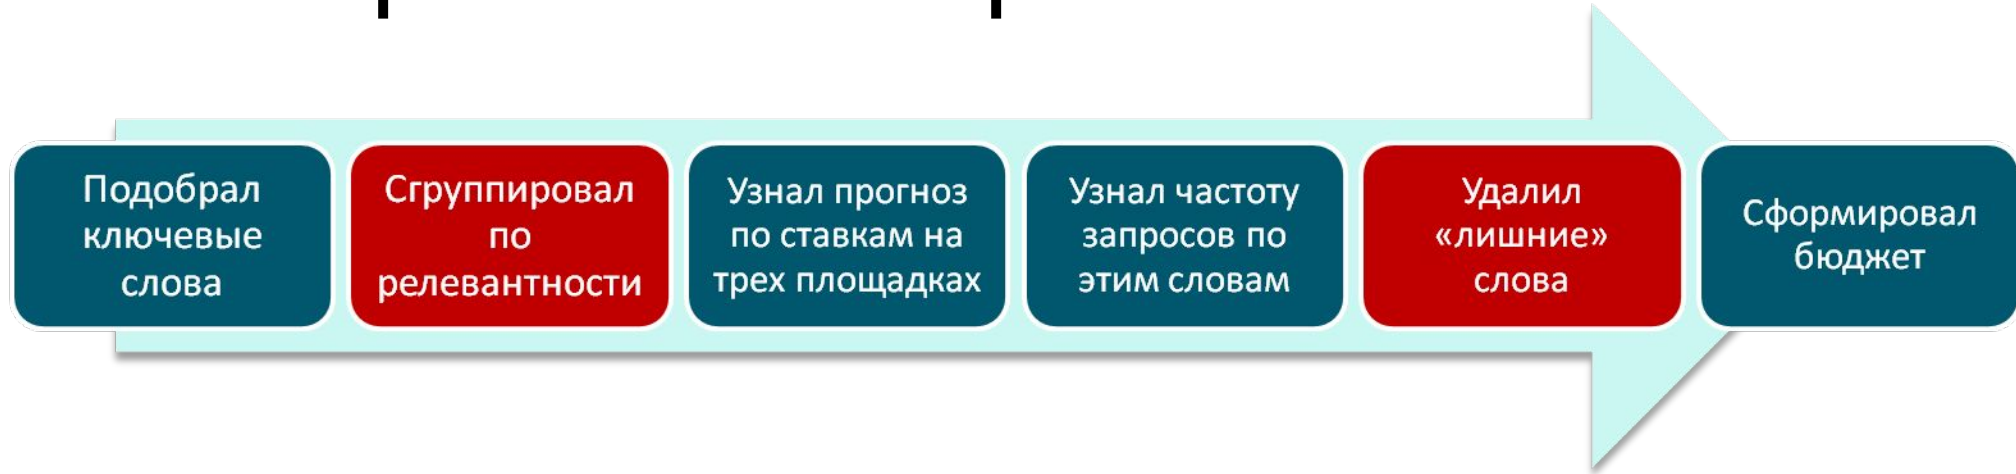 Подобрал
ключевые
слова
Сгруппировал
по
релевантности
Узнал прогноз
по ставкам на
трех площадках
Узнал частоту
запросов по
этим словам
Удалил
«лишние»
слова
Сформировал
бюджет